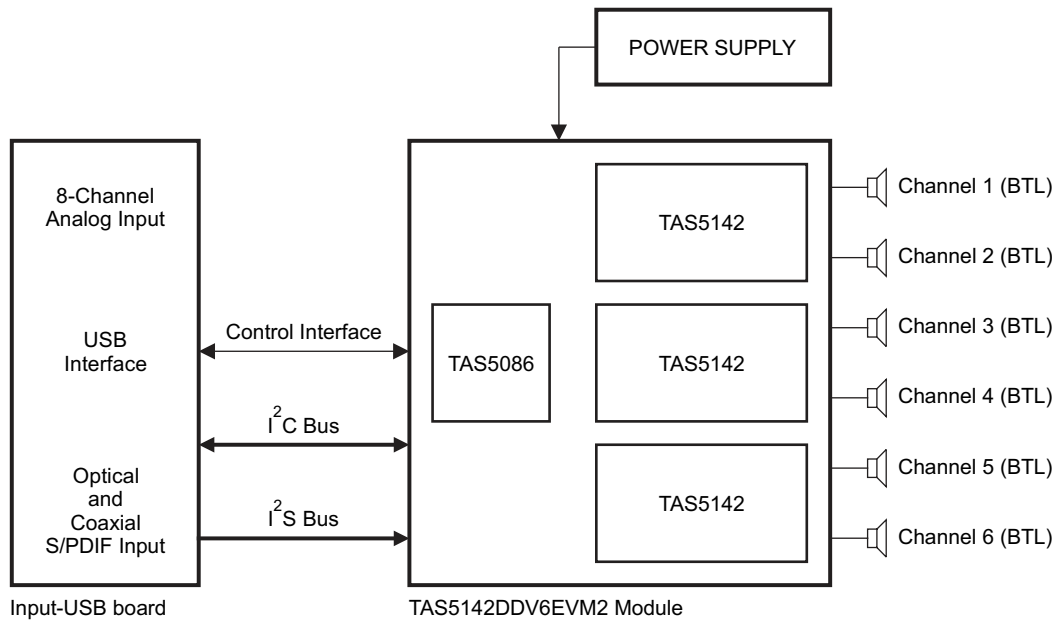 POWER SUPPLY
8-Channel
Analog Input
USB
Interface
Optical
and
Coaxial
S/PDIF Input
Input-USB board
Control Interface
I²C Bus
I²S Bus
TAS5086
TAS5142
TAS5142
TAS5142
TAS5142DDV6EVM2 Module
Channel 1 (BTL)
Channel 2 (BTL)
Channel 3 (BTL)
Channel 4 (BTL)
Channel 5 (BTL)
Channel 6 (BTL)